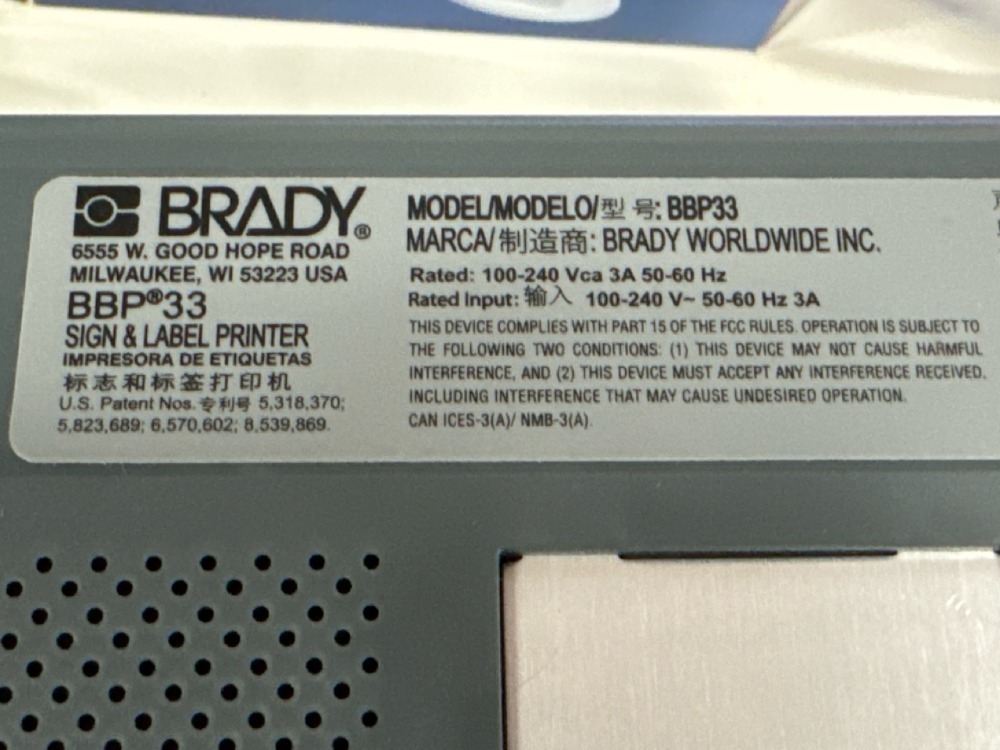 BRADY®
6555 W. GOOD HOPE ROAD
MILWAUKEE, WI 53223 USA
BBP®33
SIGN & LABEL PRINTER
IMPRESORA DE ETIQUETAS
标志和标签打印机
U.S. Patent Nos. 专利号 5,318,370;
5,823,689; 6,570,602; 8,539,869.
MODEL/MODELO/型 号: BBP33
MARCA/ 制造商: BRADY WORLDWIDE INC.
Rated: 100-240 Vca 3A 50-60 Hz
Rated Input: 输入 100-240 V~ 50-60 Hz 3A
THIS DEVICE COMPLIES WITH PART 15 OF THE FCC RULES. OPERATION IS SUBJECT TO
THE FOLLOWING TWO CONDITIONS: (1) THIS DEVICE MAY NOT CAUSE HARMFUL
INTERFERENCE, AND (2) THIS DEVICE MUST ACCEPT ANY INTERFERENCE RECEIVED,
INCLUDING INTERFERENCE THAT MAY CAUSE UNDESIRED OPERATION.
CAN ICES-3(A)/ NMB-3(A).